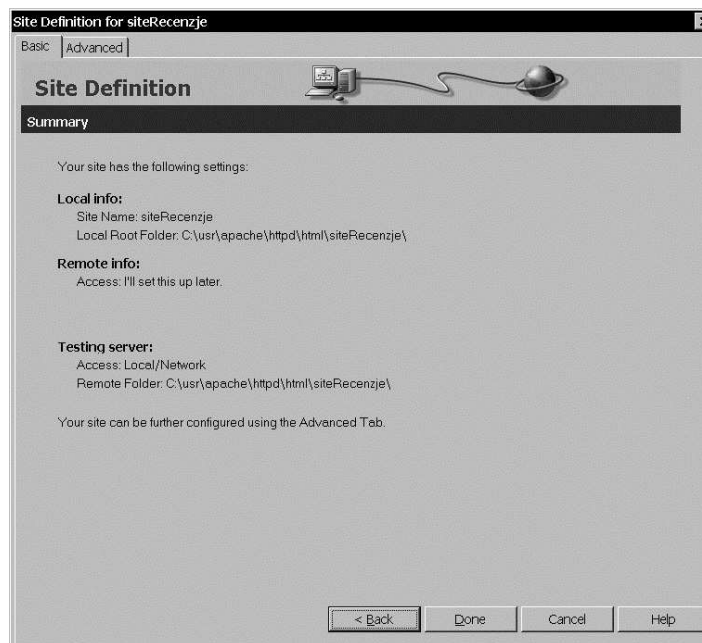 Site Definition for siteRecenzje
Basic
Advanced
Site Definition
Summary
Your site has the following settings:
Local info:
Site Name: siteRecenzje
Local Root Folder: C:\usr\apache\httpd\html\siteRecenzje\
Remote info:
Access: I'll set this up later.
Testing server:
Access: Local/Network
Remote Folder: C:\usr\apache\httpd\html\siteRecenzje\
Your site can be further configured using the Advanced Tab.
< Back
Done
Cancel
Help